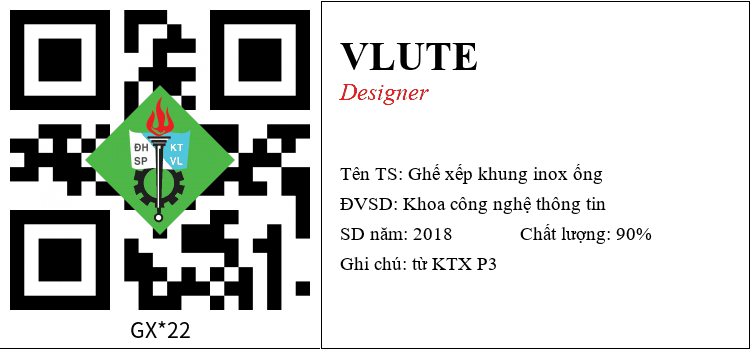 ĐH KT
SP VL
GX*22
VLUTE
Designer
Tên TS: Ghế xếp khung inox ống
ĐVSD: Khoa công nghệ thông tin
SD năm: 2018 Chất lượng: 90%
Ghi chú: từ KTX P3